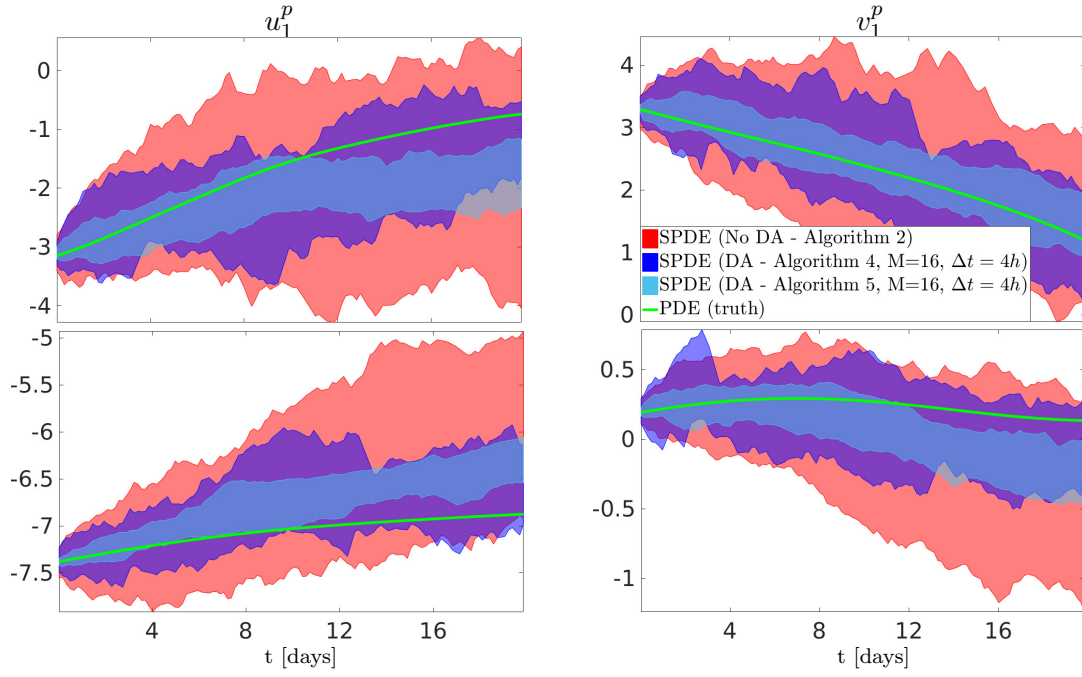 u₁ᵖ
v₁ᵖ
0
-1
-2
-3
-4
4
3
2
1
0
SPDE (No DA - Algorithm 2)
SPDE (DA - Algorithm 4, M=16, Δt = 4h)
SPDE (DA - Algorithm 5, M=16, Δt = 4h)
PDE (truth)
-5
-5.5
-6
-6.5
-7
-7.5
4 8 12 16
t [days]
0.5
0
-0.5
-1
4 8 12 16
t [days]